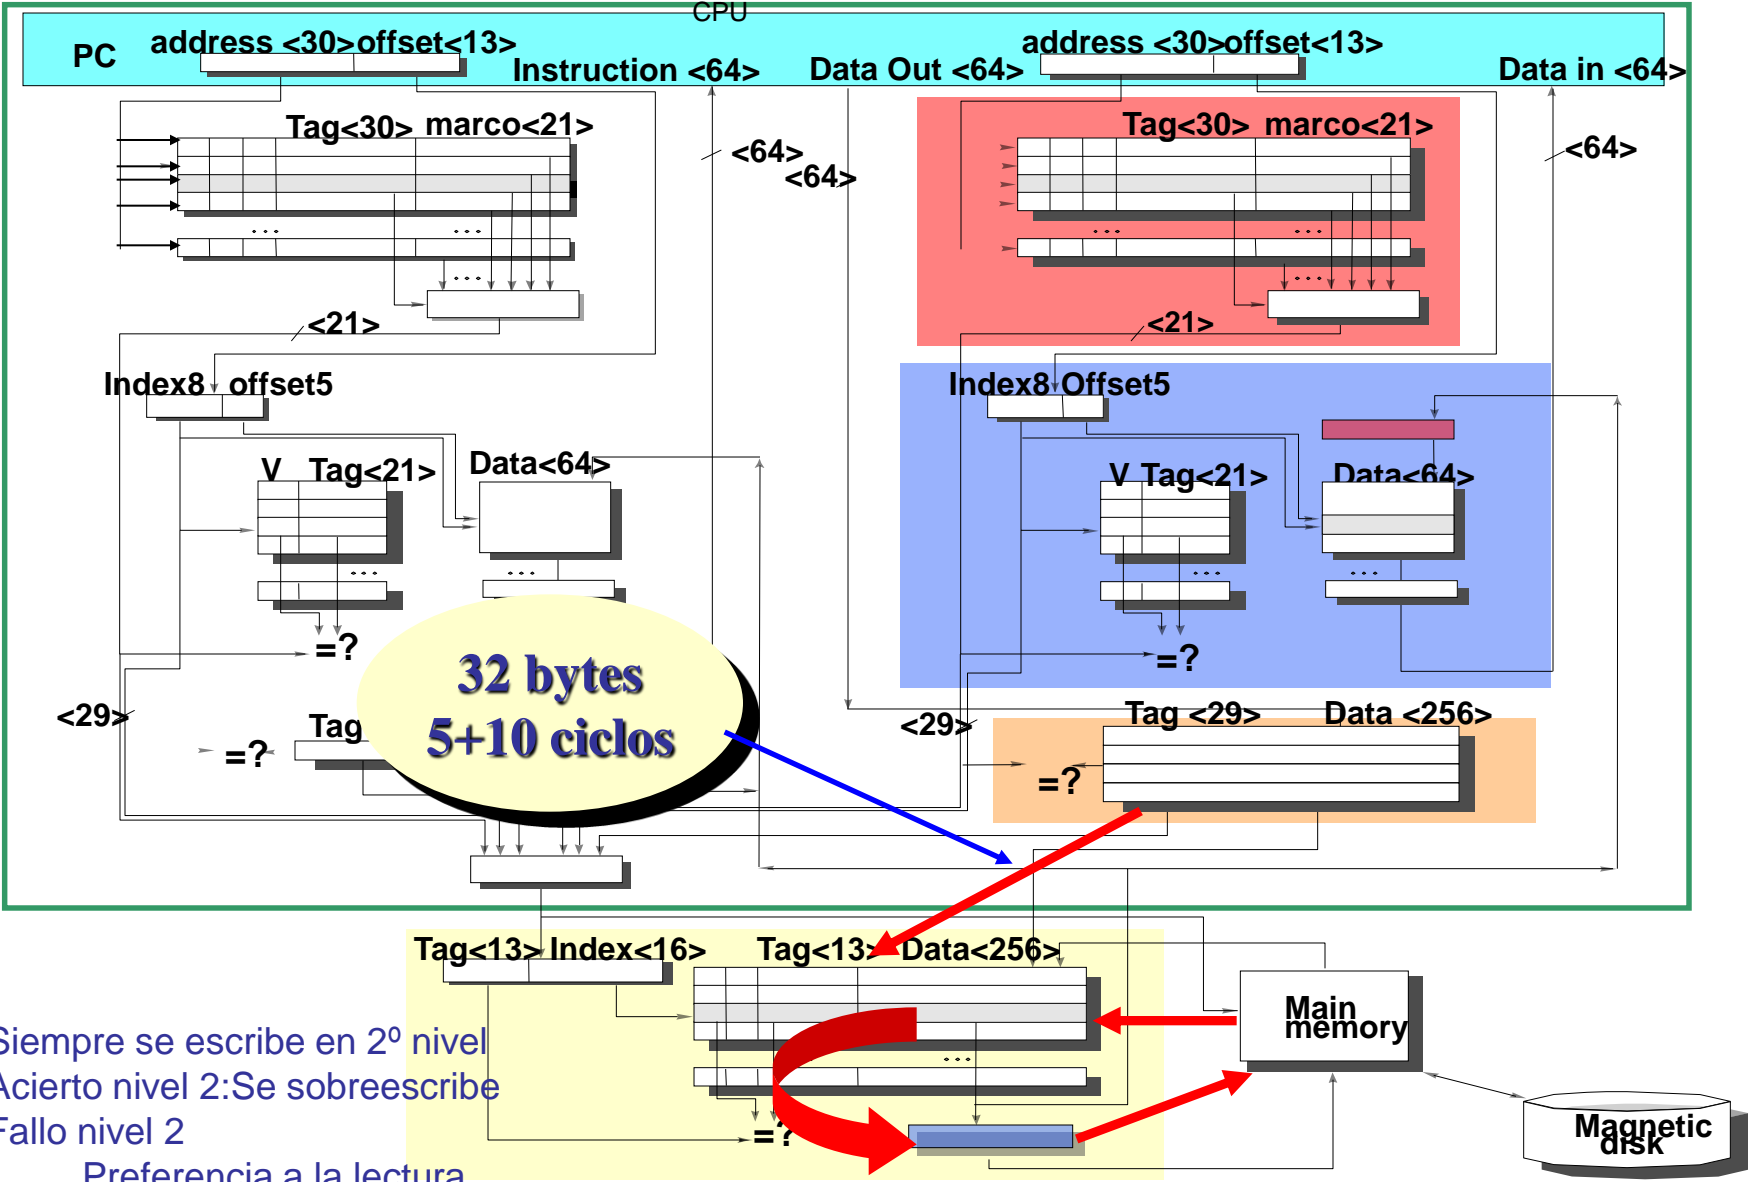 CPU
PC
address <30> offset<13>
Instruction <64>
Data Out <64>
address <30> offset<13>
Data in <64>
Tag<30> marco<21>
<64>
<64>
Tag<30> marco<21>
<64>
<21>
<21>
Index8 offset5
Index8 Offset5
V Tag<21> Data<64>
V Tag<21> Data<64>
=?
=?
32 bytes
5+10 ciclos
<29>
Tag
=?
<29>
Tag <29> Data <256>
=?
Tag<13> Index<16> Tag<13> Data<256>
Main
memory
=?
Magnetic
disk
Siempre se escribe en 2º nivel
Acierto nivel 2:Se sobreescribe
Fallo nivel 2
Preferencia a la lectura